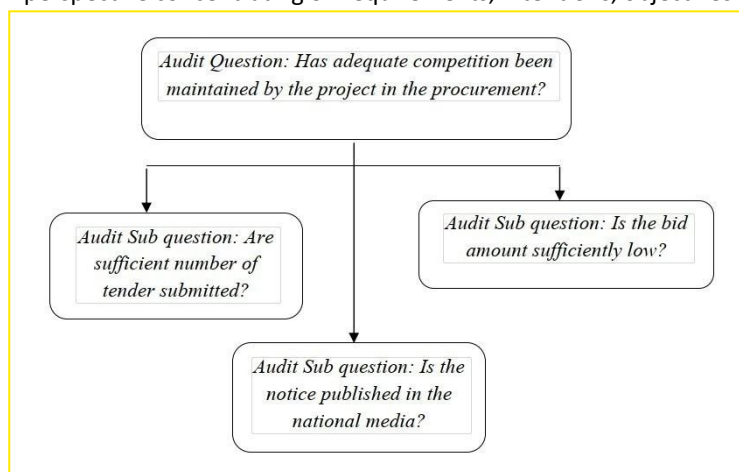 Audit Question: Has adequate competition been
maintained by the project in the procurement?
Audit Sub question: Are
sufficient number of
tender submitted?
Audit Sub question: Is the bid
amount sufficiently low?
Audit Sub question: Is the
notice published in the
national media?